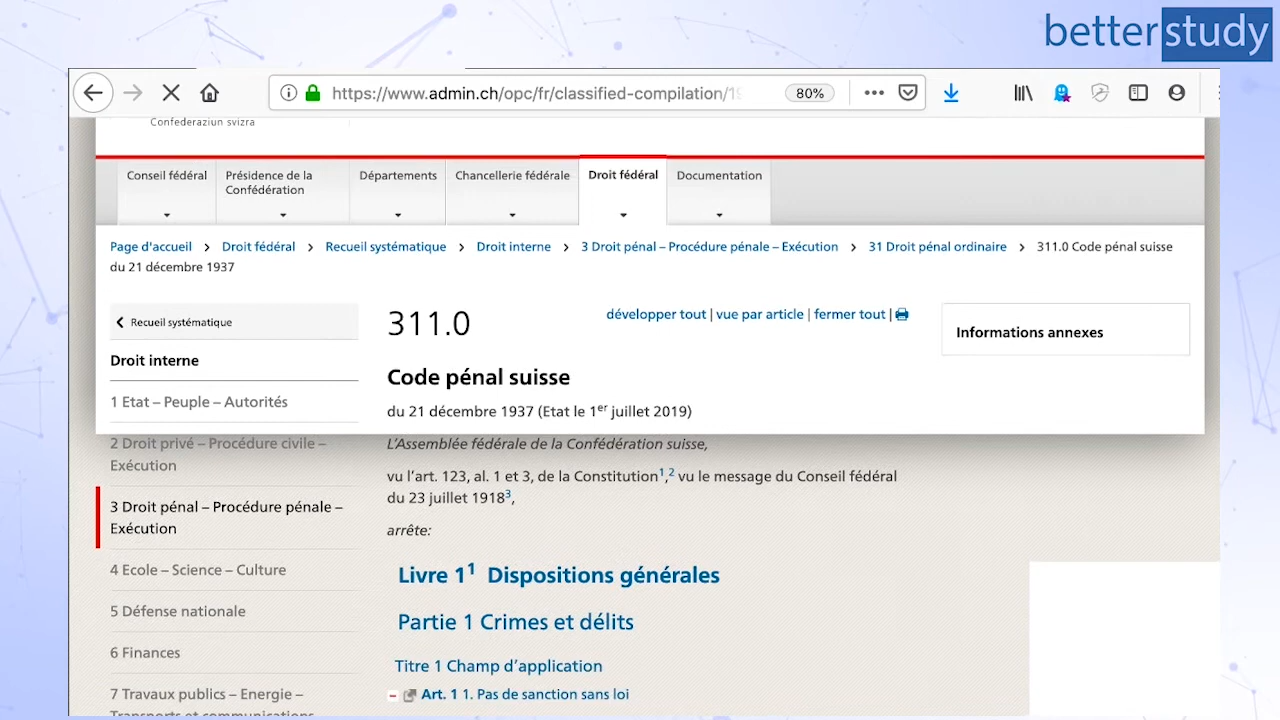 betterstudy
https://www.admin.ch/opc/fr/classified-compilation/19
80%
Confederaziun svizra
Conseil fédéral
Présidence de la
Confédération
Départements
Chancellerie fédérale
Droit fédéral
Documentation
Page d'accueil > Droit fédéral > Recueil systématique > Droit interne > 3 Droit pénal – Procédure pénale – Exécution > 31 Droit pénal ordinaire > 311.0 Code pénal suisse
du 21 décembre 1937
Recueil systématique
311.0
développer tout | vue par article | fermer tout |
Informations annexes
Droit interne
Code pénal suisse
1 Etat – Peuple – Autorités
du 21 décembre 1937 (Etat le 1er juillet 2019)
2 Droit privé – Procédure civile –
Exécution
L'Assemblée fédérale de la Confédération suisse,
vu l'art. 123, al. 1 et 3, de la Constitution1,2 vu le message du Conseil fédéral
du 23 juillet 19183,
3 Droit pénal – Procédure pénale –
Exécution
arrête:
4 Ecole – Science – Culture
Livre 11 Dispositions générales
5 Défense nationale
Partie 1 Crimes et délits
6 Finances
Titre 1 Champ d'application
7 Travaux publics – Energie –
Transports et communications
Art. 1 1. Pas de sanction sans loi